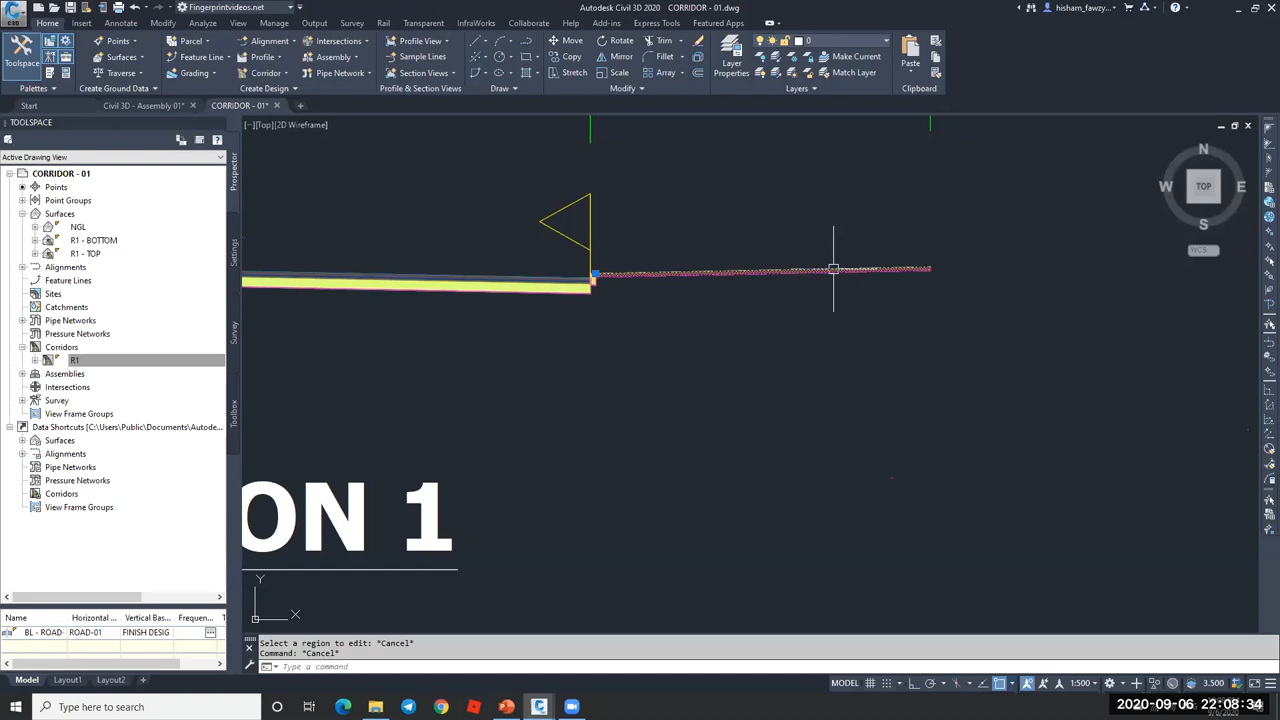 Fingerprintvideos.net
Autodesk Civil 3D 2020 CORRIDOR - 01.dwg
hisham_fawzy...
Home Insert Annotate Modify Analyze View Manage Output Survey Rail Transparent InfraWorks Collaborate Help Add-ins Express Tools Featured Apps
Toolspace
Points Surfaces Traverse
Parcel Feature Line Grading
Alignment Profile Corridor
Intersections Assembly Pipe Network
Profile View Sample Lines Section Views
Move Copy Stretch
Rotate Mirror Scale
Trim Fillet Array
Layer Properties
0
Make Current
Match Layer
Paste
Palettes Create Ground Data Create Design Profile & Section Views Draw Modify Layers Clipboard
Start Civil 3D - Assembly 01* CORRIDOR - 01*
TOOLSPACE
[−][Top][2D Wireframe]
Active Drawing View
CORRIDOR - 01
Points
Point Groups
Surfaces
NGL
R1 - BOTTOM
R1 - TOP
Alignments
Feature Lines
Sites
Catchments
Pipe Networks
Pressure Networks
Corridors
R1
Assemblies
Intersections
Survey
View Frame Groups
Data Shortcuts [C:\Users\Public\Documents\Autode...
Surfaces
Alignments
Pipe Networks
Pressure Networks
Corridors
View Frame Groups
Prospector
Settings
Survey
Toolbox
N
W TOP E
S
WCS
ON 1
Y
X
Name Horizontal ... Vertical Bas... Frequen... T
BL - ROAD- ROAD-01 FINISH DESIG
Select a region to edit: *Cancel*
Command: *Cancel*
Type a command
Model Layout1 Layout2
MODEL 1:500 3.500
Type here to search
2020-09-06 22:08:34